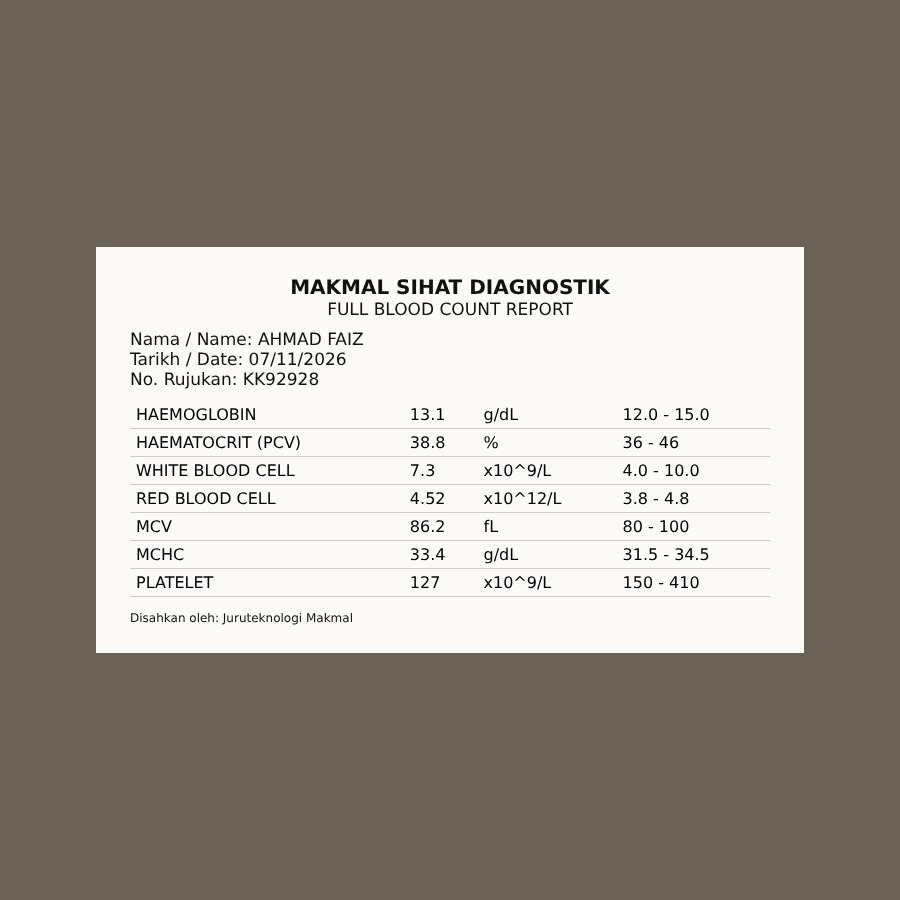 MAKMAL SIHAT DIAGNOSTIK
FULL BLOOD COUNT REPORT
Nama / Name: AHMAD FAIZ
Tarikh / Date: 07/11/2026
No. Rujukan: KK92928
HAEMOGLOBIN 13.1 g/dL 12.0 - 15.0
HAEMATOCRIT (PCV) 38.8 % 36 - 46
WHITE BLOOD CELL 7.3 x10^9/L 4.0 - 10.0
RED BLOOD CELL 4.52 x10^12/L 3.8 - 4.8
MCV 86.2 fL 80 - 100
MCHC 33.4 g/dL 31.5 - 34.5
PLATELET 127 x10^9/L 150 - 410
Disahkan oleh: Juruteknologi Makmal